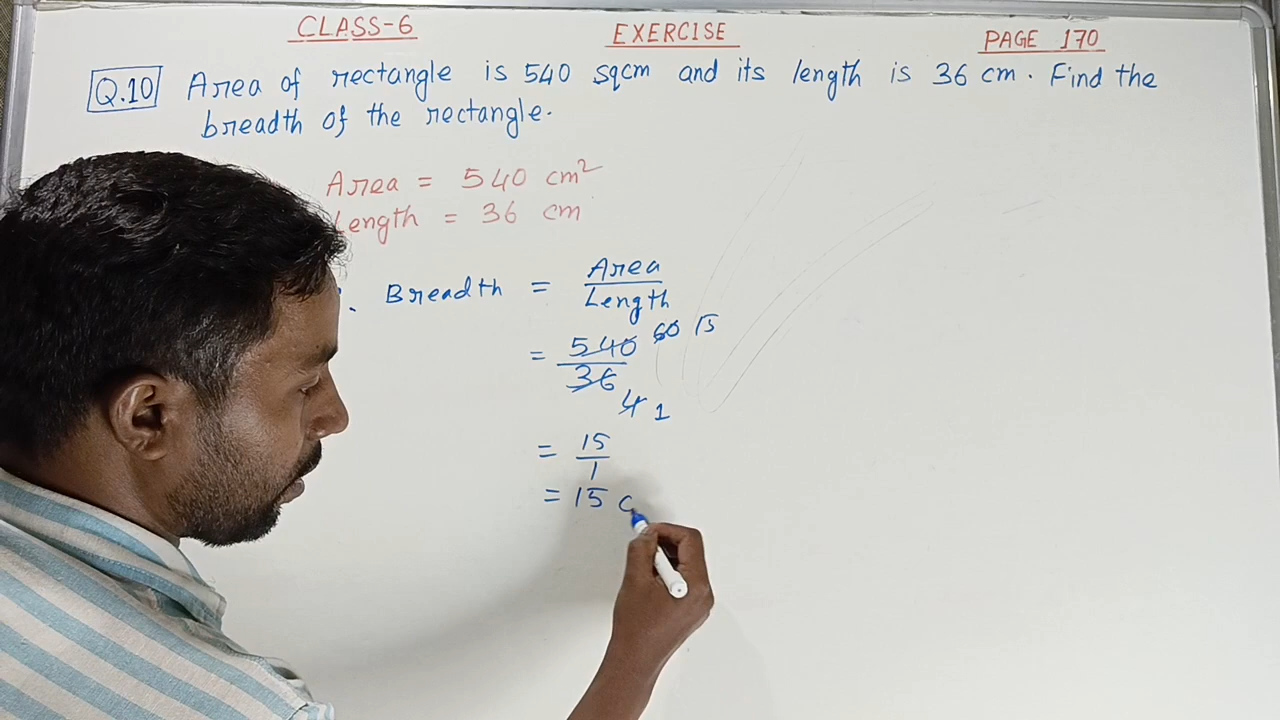 CLASS-6 EXERCISE PAGE 170
Q.10 Area of rectangle is 540 sqcm and its length is 36 cm. Find the
breadth of the rectangle.
Area = 540 cm²
Length = 36 cm
Breadth = Area / Length
= 540 / 36 60 15 4 1
= 15 / 1
= 15 c